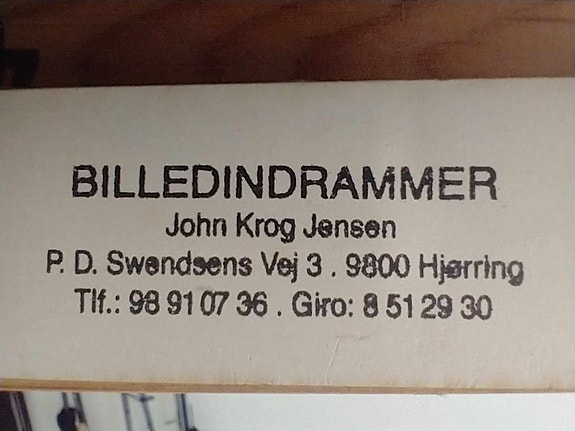 BILLEDINDRAMMER
John Krog Jensen
P. D. Swendsens Vej 3 . 9800 Hjørring
Tlf.: 98 91 07 36 . Giro: 8 51 29 30